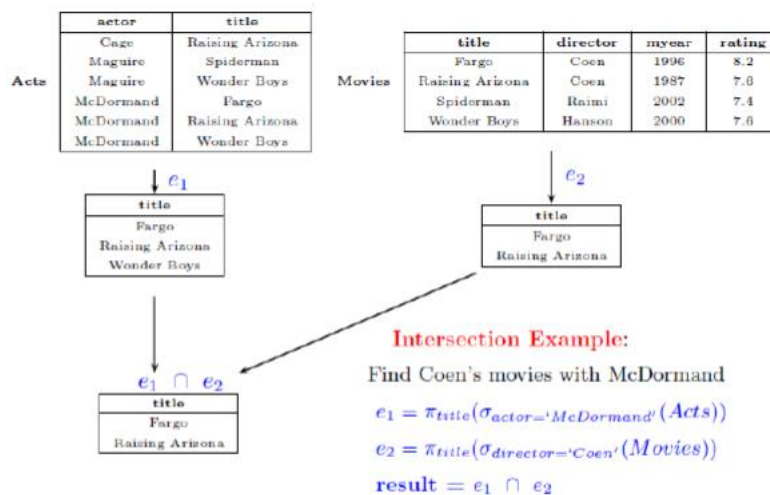 actor title
Cage Raising Arizona
Maguire Spiderman
Maguire Wonder Boys
McDormand Fargo
McDormand Raising Arizona
McDormand Wonder Boys
Acts
title director myear rating
Fargo Coen 1996 8.2
Raising Arizona Coen 1987 7.6
Spiderman Raimi 2002 7.4
Wonder Boys Hanson 2000 7.6
Movies
e₁
title
Fargo
Raising Arizona
Wonder Boys
e₂
title
Fargo
Raising Arizona
e₁ ∩ e₂
title
Fargo
Raising Arizona
Intersection Example:
Find Coen's movies with McDormand
e₁ = π_title(σ_actor=‘McDormand’(Acts))
e₂ = π_title(σ_director=‘Coen’(Movies))
result = e₁ ∩ e₂